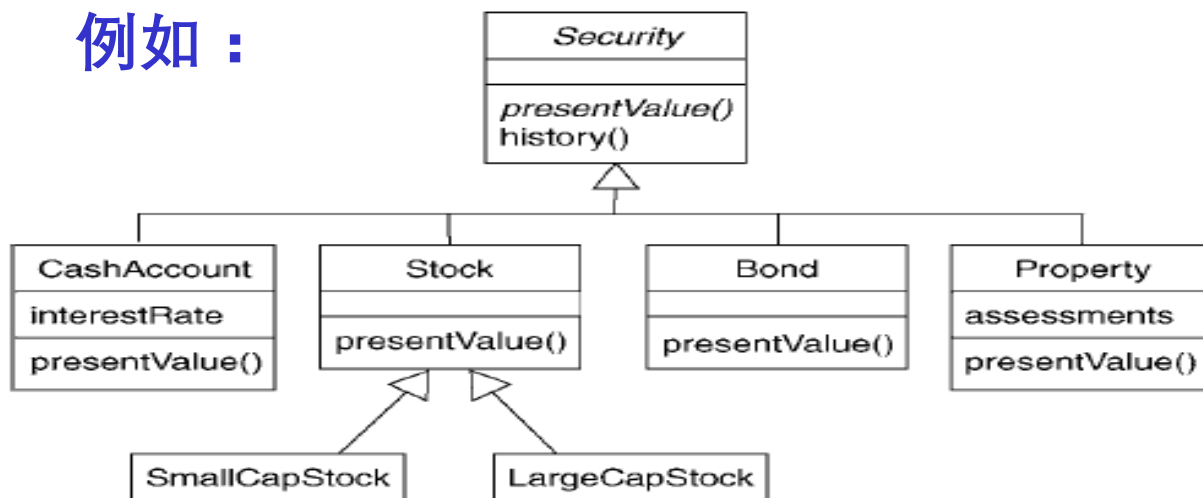 例如：
Security
presentValue()
history()
CashAccount
interestRate
presentValue()
Stock
presentValue()
Bond
presentValue()
Property
assessments
presentValue()
SmallCapStock
LargeCapStock